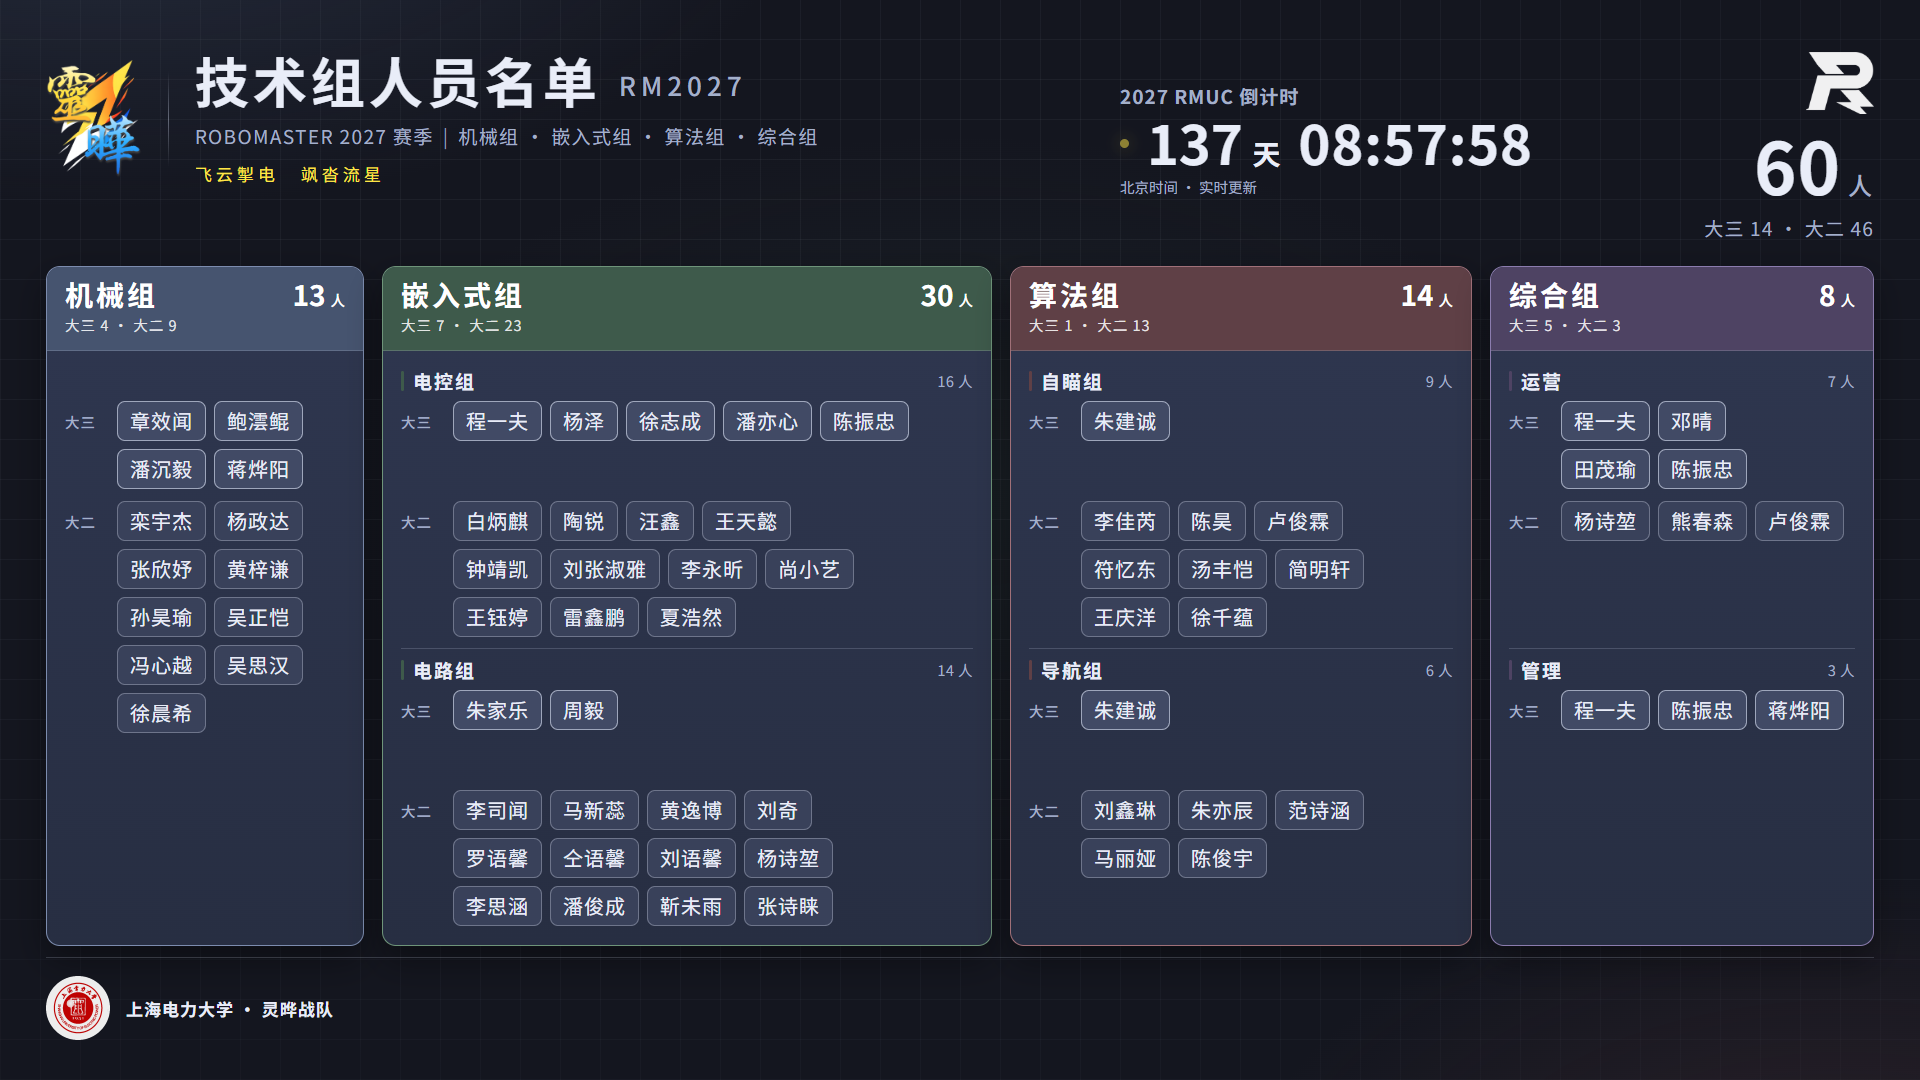 靈曄
技术组人员名单 RM2027
ROBOMASTER 2027 赛季 | 机械组 · 嵌入式组 · 算法组 · 综合组
飞云掣电 飒沓流星
2027 RMUC 倒计时
137 天 08:57:58
北京时间 · 实时更新
60 人
大三 14 · 大二 46
机械组 13 人
大三 4 · 大二 9
大三 章效闻 鲍澐鲲
潘沉毅 蒋烨阳
大二 栾宇杰 杨政达
张欣妤 黄梓谦
孙昊瑜 吴正恺
冯心越 吴思汉
徐晨希
嵌入式组 30 人
大三 7 · 大二 23
电控组 16 人
大三 程一夫 杨泽 徐志成 潘亦心 陈振忠
大二 白炳麒 陶锐 汪鑫 王天懿
钟靖凯 刘张淑雅 李永昕 尚小艺
王钰婷 雷鑫鹏 夏浩然
电路组 14 人
大三 朱家乐 周毅
大二 李司闻 马新蕊 黄逸博 刘奇
罗语馨 仝语馨 刘语馨 杨诗堃
李思涵 潘俊成 靳未雨 张诗睐
算法组 14 人
大三 1 · 大二 13
自瞄组 9 人
大三 朱建诚
大二 李佳芮 陈昊 卢俊霖
符忆东 汤丰恺 简明轩
王庆洋 徐千蕴
导航组 6 人
大三 朱建诚
大二 刘鑫琳 朱亦辰 范诗涵
马丽娅 陈俊宇
综合组 8 人
大三 5 · 大二 3
运营 7 人
大三 程一夫 邓晴
田茂瑜 陈振忠
大二 杨诗堃 熊春森 卢俊霖
管理 3 人
大三 程一夫 陈振忠 蒋烨阳
上海电力大学 · 灵晔战队